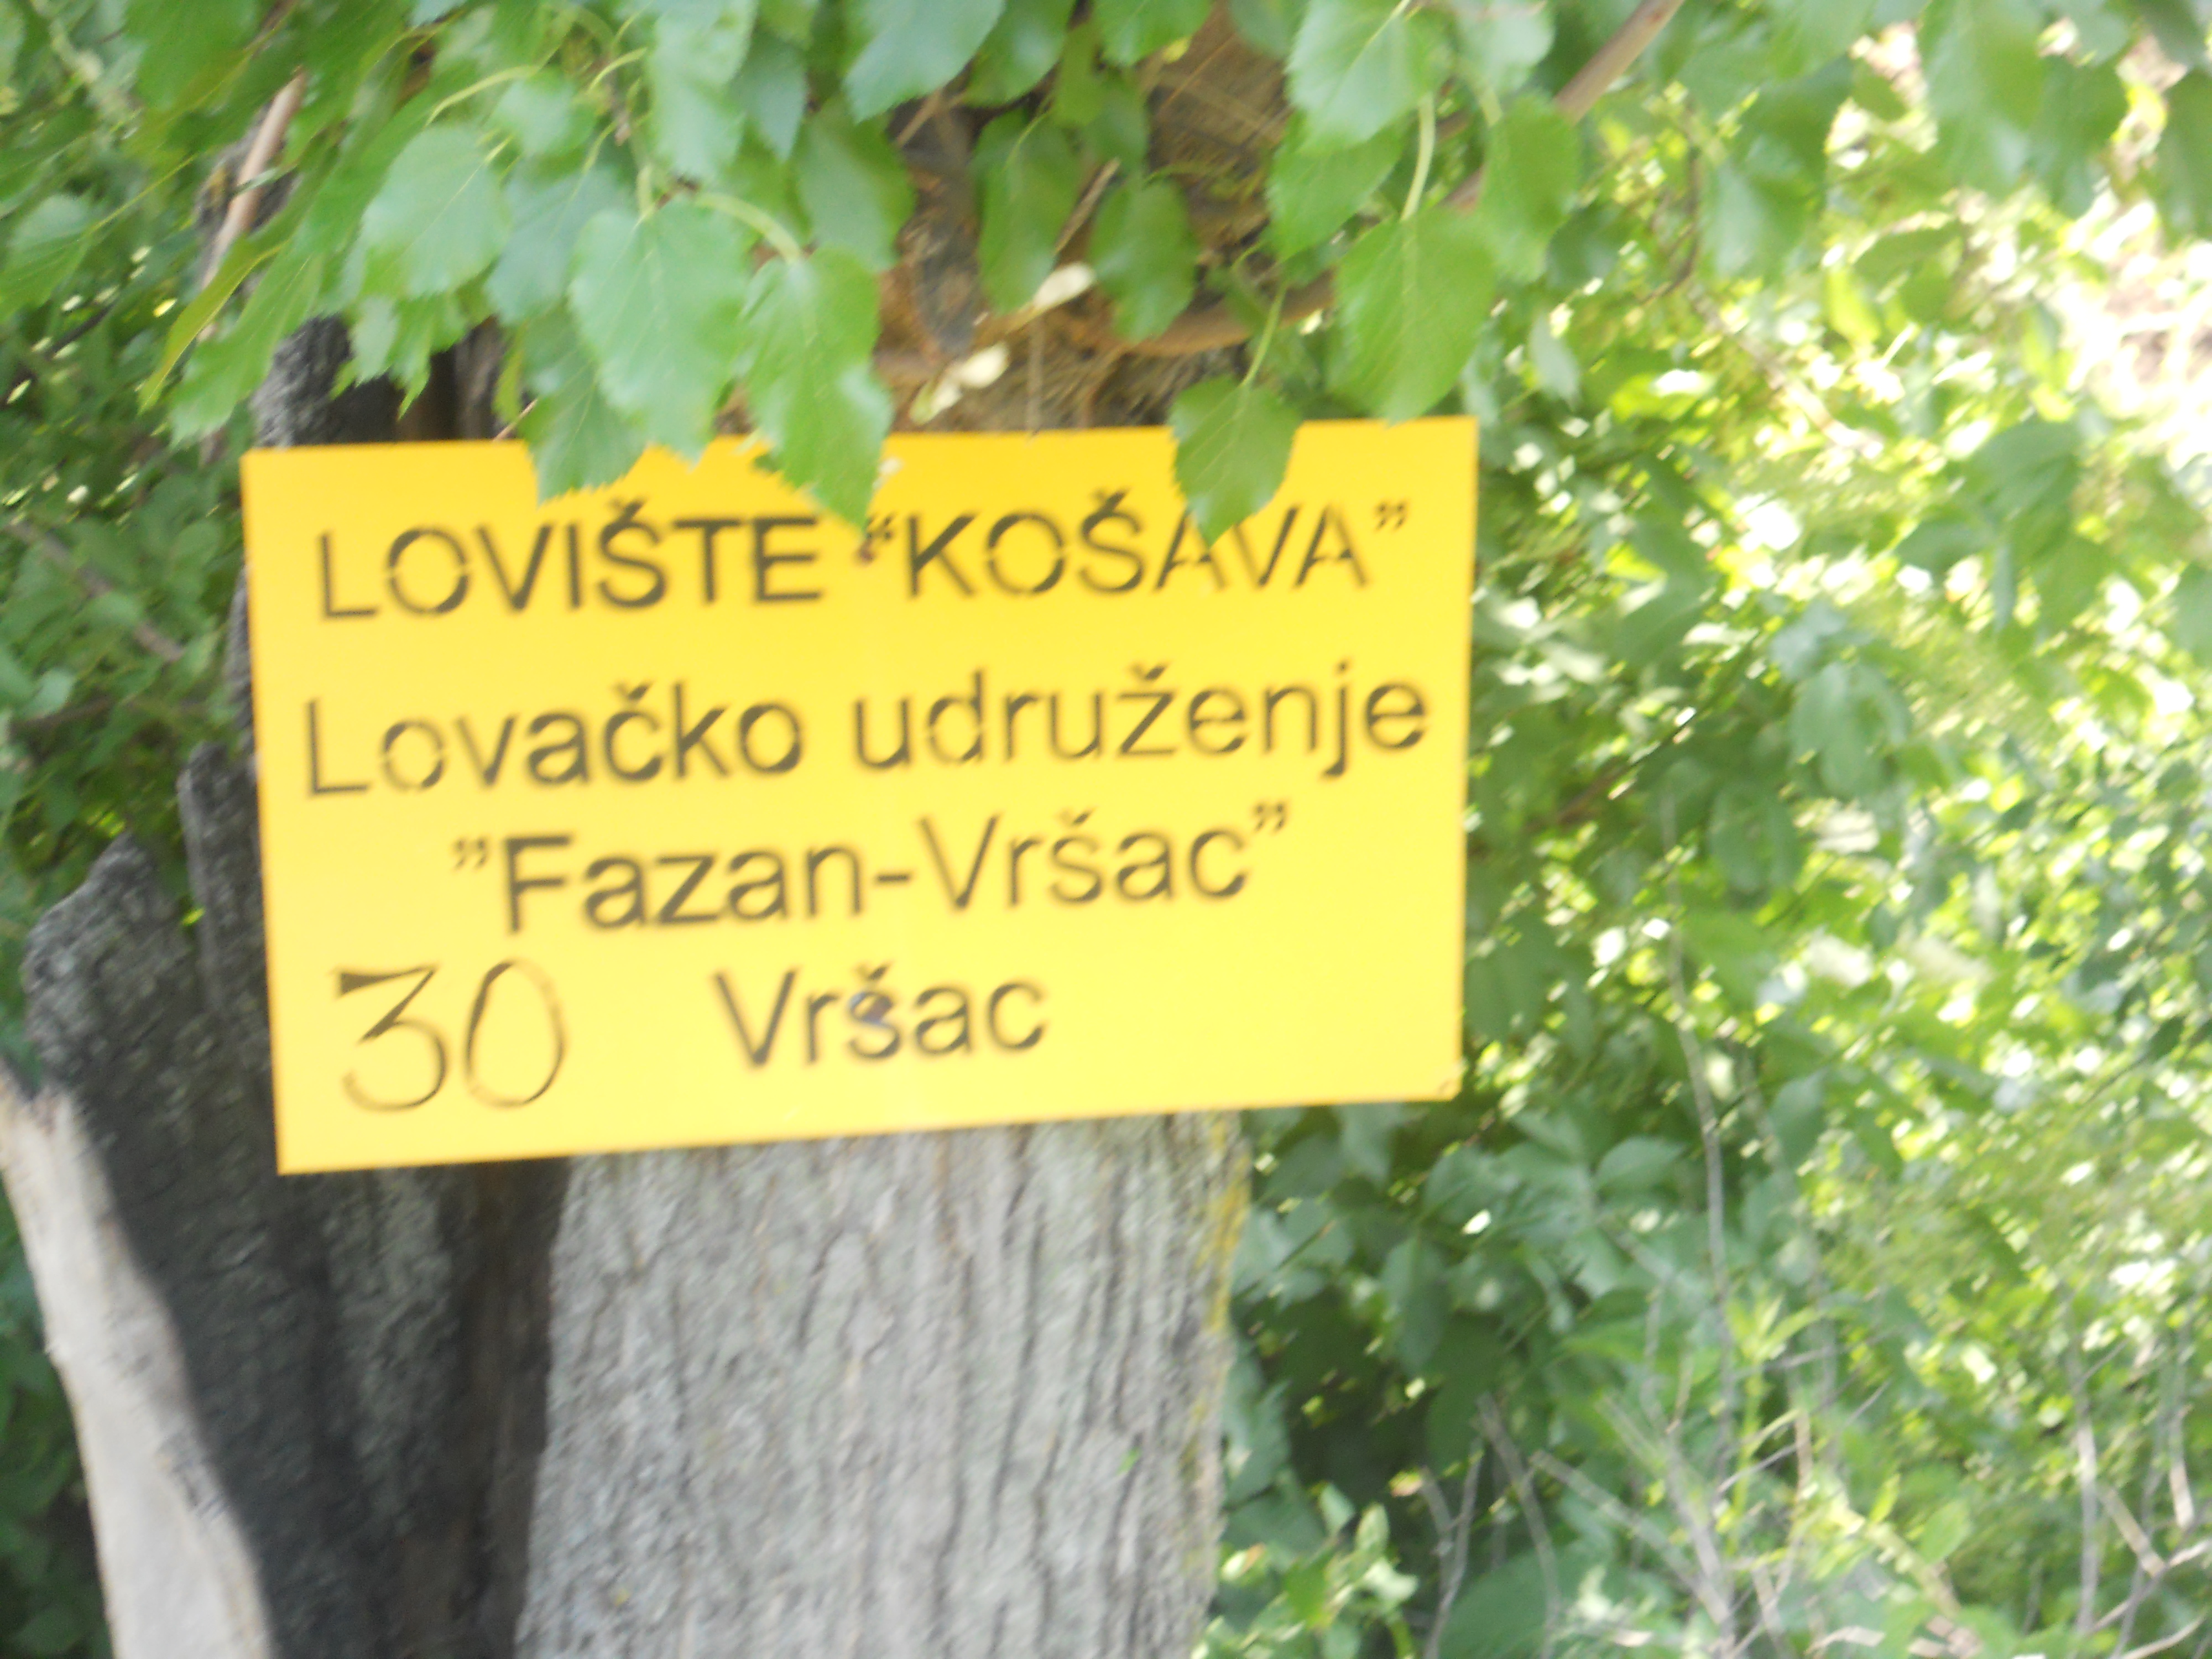 LOVIŠTE “KOŠAVA”
Lovačko udruženje
”Fazan-Vršac”
30 Vršac